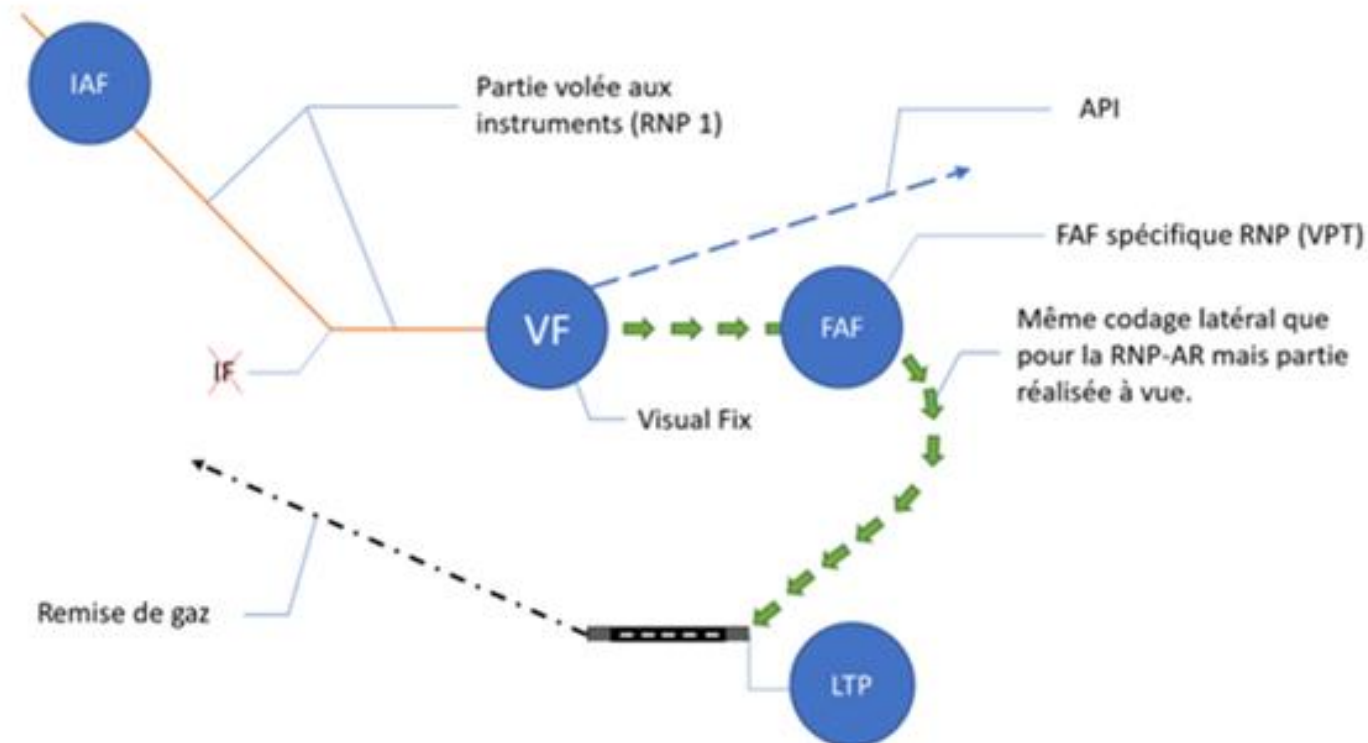 IAF
Partie volée aux
instruments (RNP 1)
API
FAF spécifique RNP (VPT)
VF
FAF
Même codage latéral que
pour la RNP-AR mais partie
réalisée à vue.
IF
Visual Fix
Remise de gaz
LTP